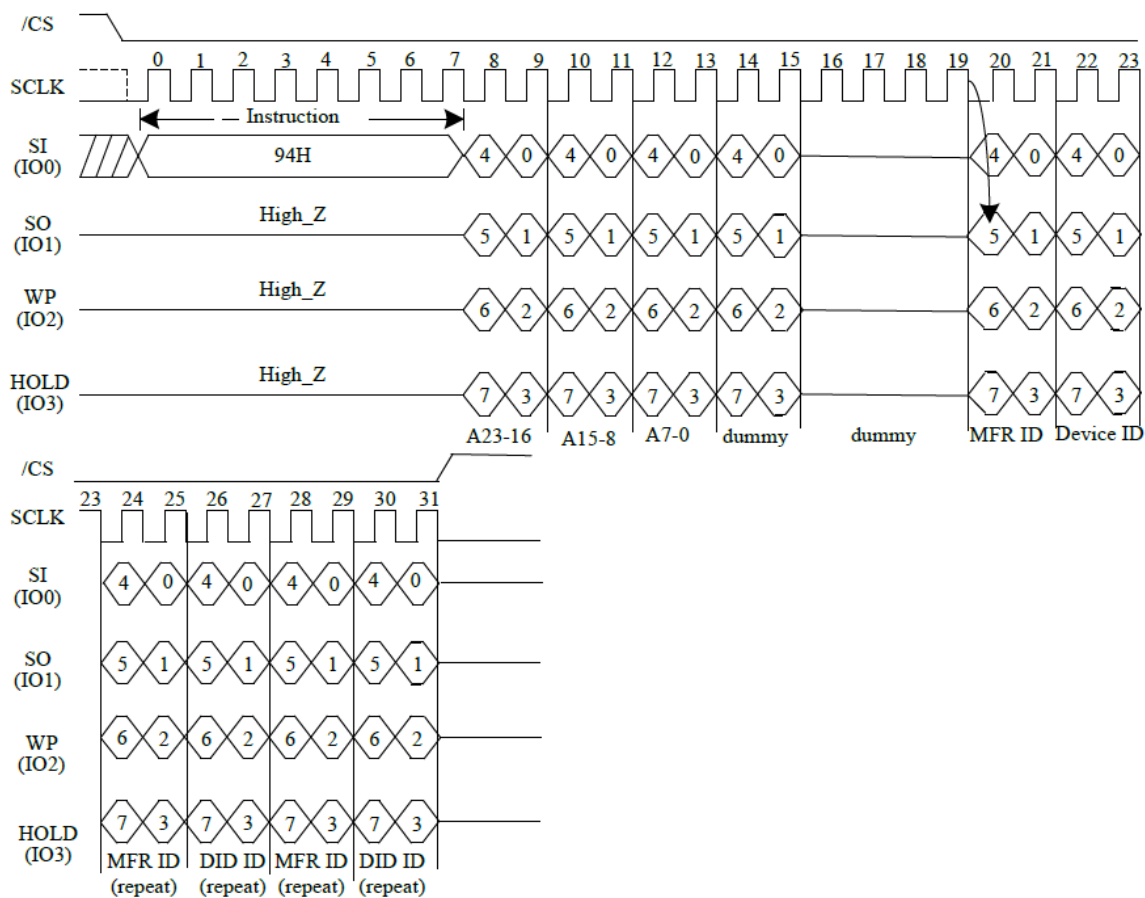 /CS
0 1 2 3 4 5 6 7 8 9 10 11 12 13 14 15 16 17 18 19 20 21 22 23
SCLK
Instruction
SI
(IO0)
94H
4 0 4 0 4 0 4 0 4 0 4 0
SO
(IO1)
High_Z
5 1 5 1 5 1 5 1 5 1 5 1
WP
(IO2)
High_Z
6 2 6 2 6 2 6 2 6 2 6 2
HOLD
(IO3)
High_Z
7 3 7 3 7 3 7 3 7 3 7 3
A23-16 A15-8 A7-0 dummy dummy MFR ID Device ID
/CS
23 24 25 26 27 28 29 30 31
SCLK
SI
(IO0)
4 0 4 0 4 0 4 0
SO
(IO1)
5 1 5 1 5 1 5 1
WP
(IO2)
6 2 6 2 6 2 6 2
HOLD
(IO3)
7 3 7 3 7 3 7 3
MFR ID DID ID MFR ID DID ID
(repeat) (repeat) (repeat) (repeat)